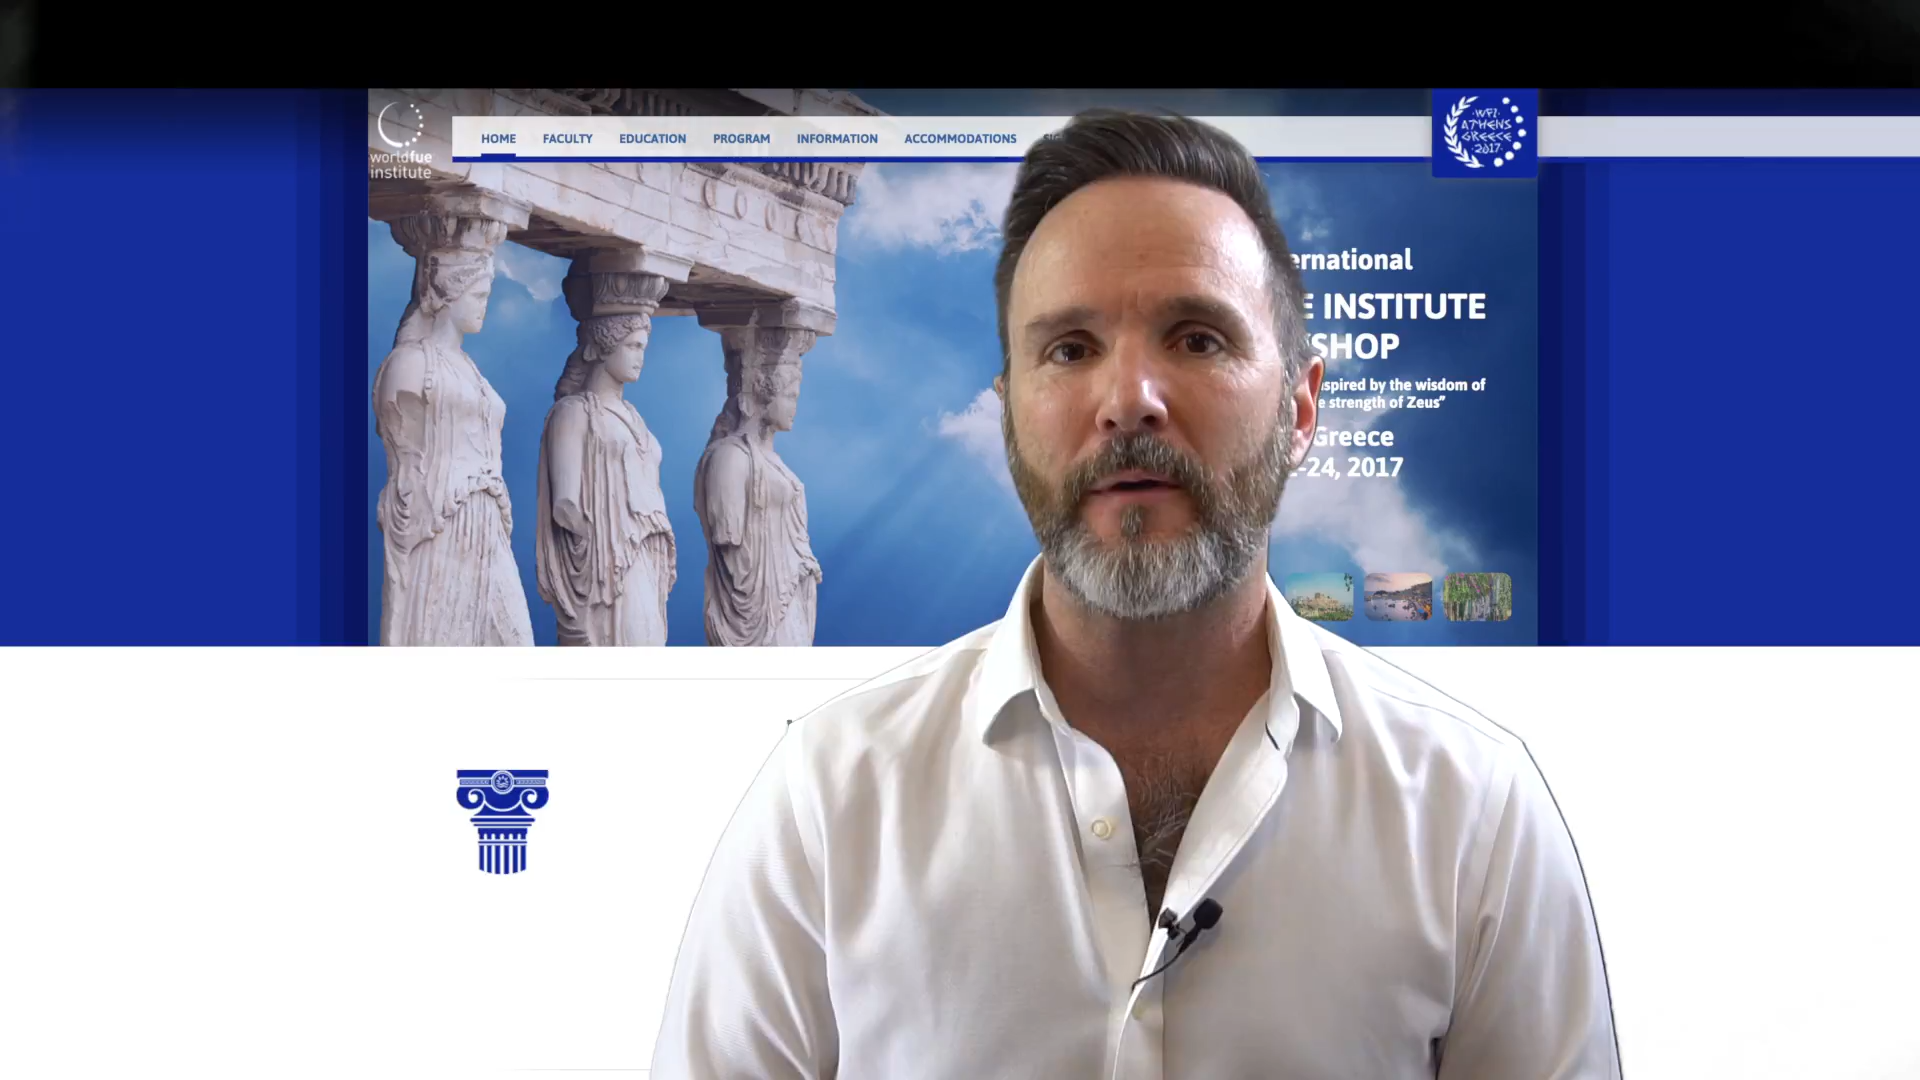 worldfue
institute
HOME FACULTY EDUCATION PROGRAM INFORMATION ACCOMMODATIONS
WFI
ATHENS
GREECE
2017
ernational
E INSTITUTE
SHOP
spired by the wisdom of
e strength of Zeus”
Greece
-24, 2017